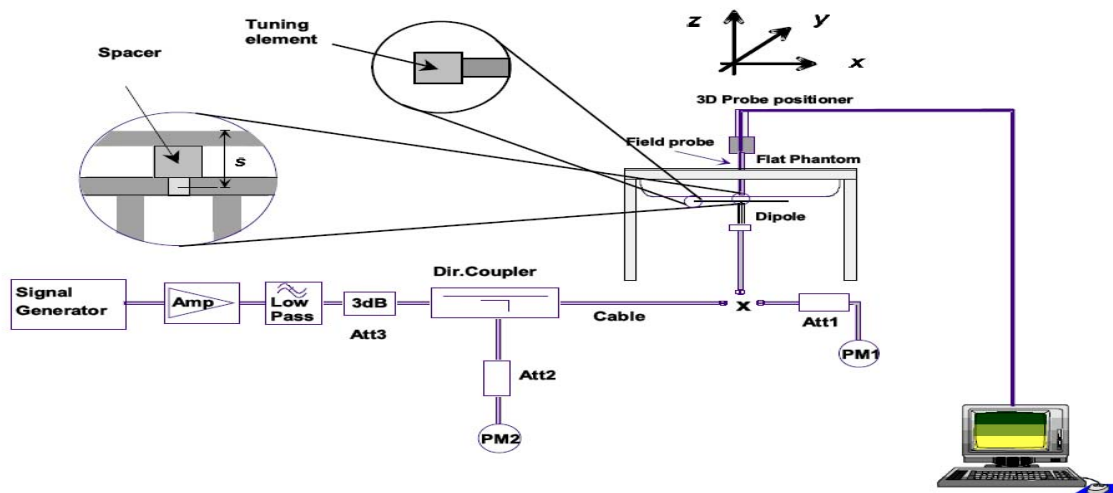 Tuning
element
Spacer
s
z
y
x
3D Probe positioner
Field probe
Flat Phantom
Dipole
Signal
Generator
Amp
Low
Pass
3dB
Att3
Dir.Coupler
Cable
x
Att1
PM1
Att2
PM2